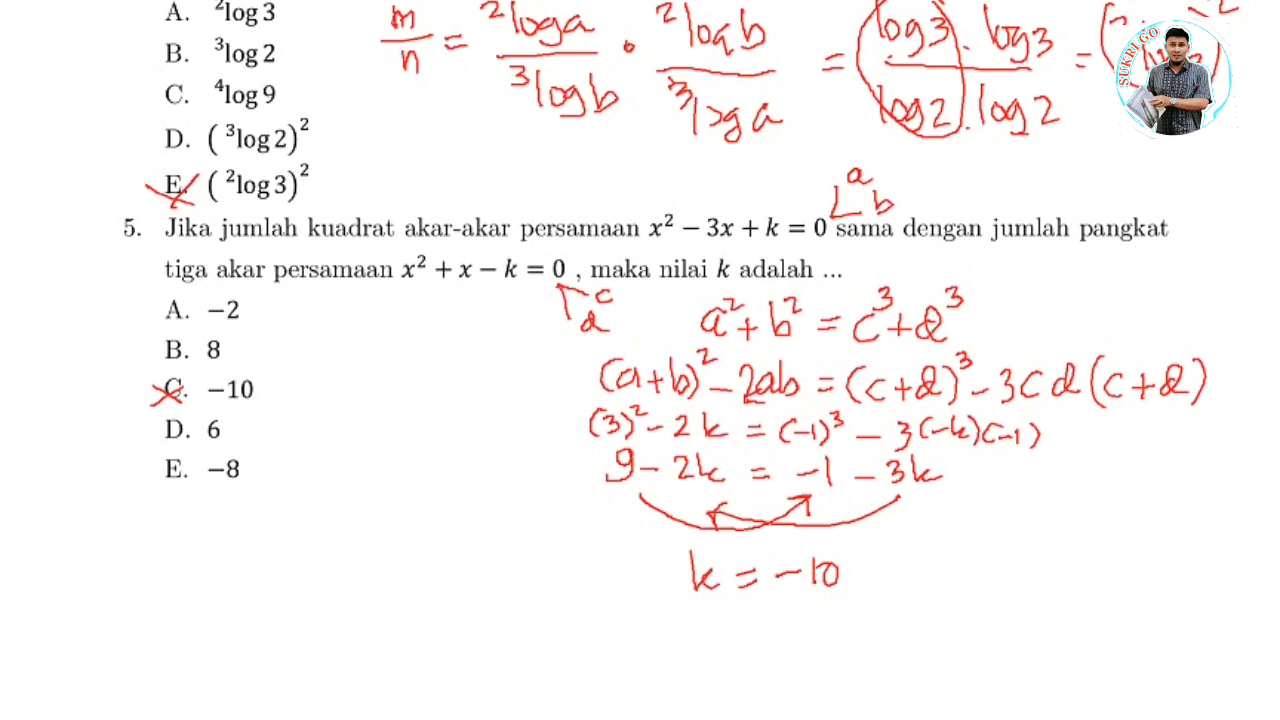 A. ²log 3
B. ³log 2
C. ⁴log 9
D. (³log 2)²
E. (²log 3)²
m/n = ²log a / ³log b · ²log b / ³log a = log 3 . log 3 / log 2 . log 2 =
SUKRI GO
5. Jika jumlah kuadrat akar-akar persamaan x² − 3x + k = 0 sama dengan jumlah pangkat
a
b
tiga akar persamaan x² + x − k = 0 , maka nilai k adalah ...
c
d
A. −2
B. 8
C. −10
D. 6
E. −8
a² + b² = c³ + d³
(a+b)² − 2ab = (c+d)³ − 3cd(c+d)
(3)² − 2k = (−1)³ − 3(−k)(−1)
9 − 2k = −1 − 3k
k = −10